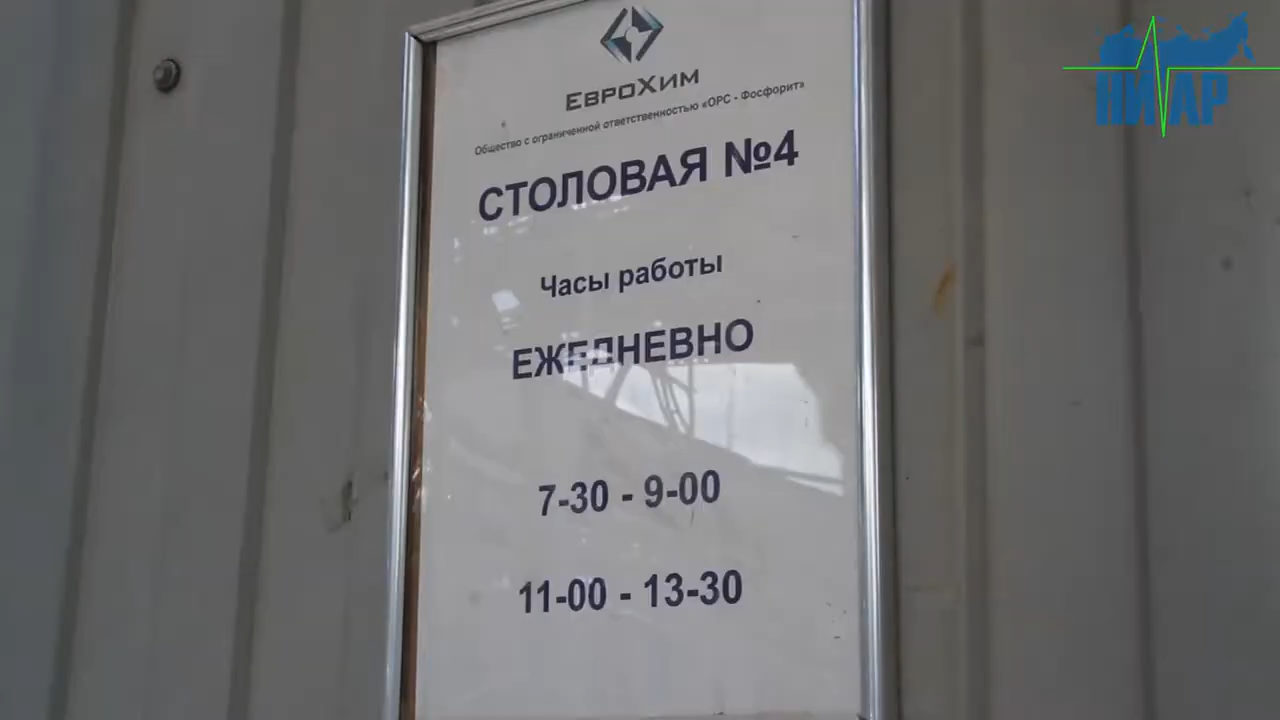 ЕВРОХИМ
Общество с ограниченной ответственностью «ОРС - Фосфорит»
СТОЛОВАЯ №4
Часы работы
ЕЖЕДНЕВНО
7-30 - 9-00
11-00 - 13-30
НИАР